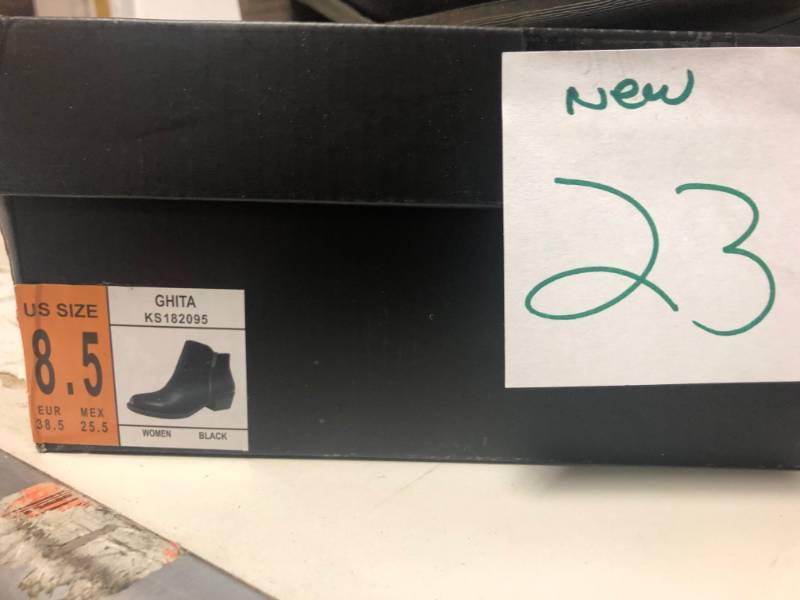 New
23
US SIZE
8.5
EUR MEX
38.5 25.5
GHITA
KS182095
WOMEN BLACK